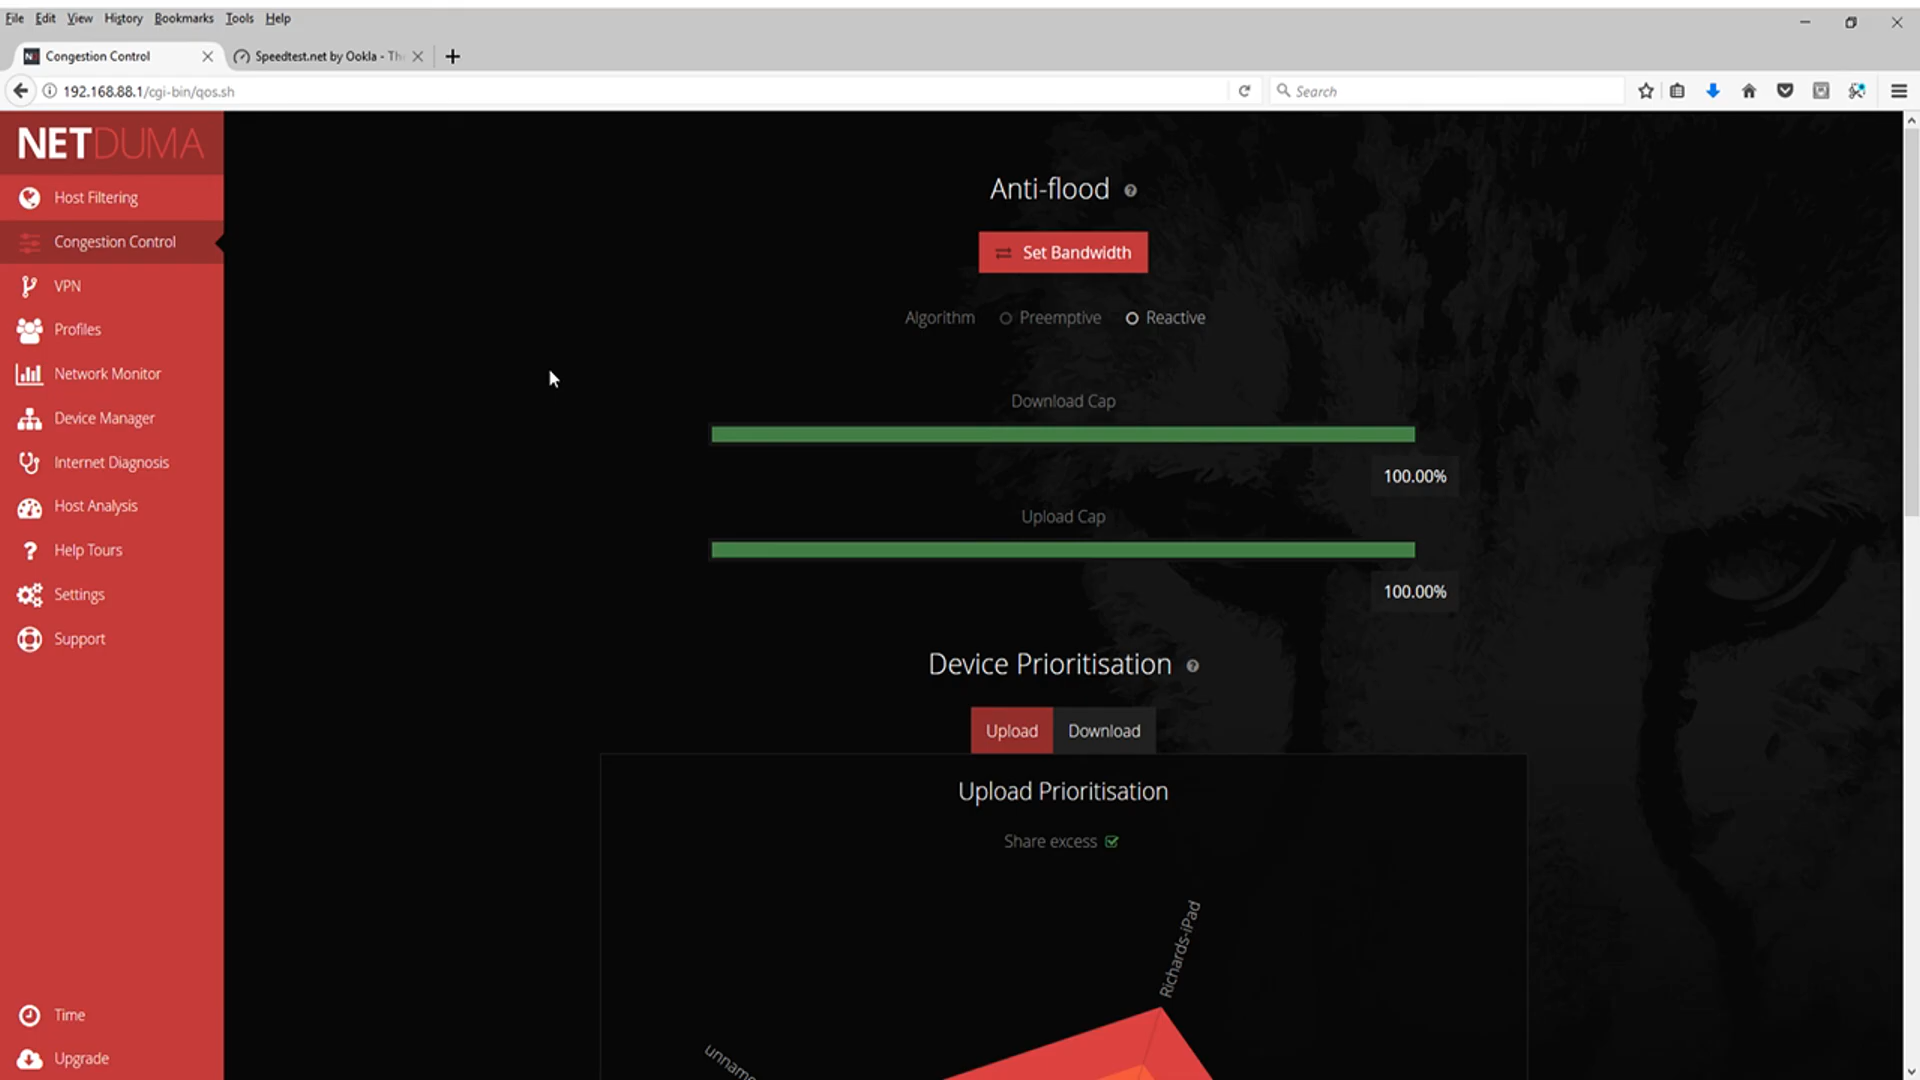 File Edit View History Bookmarks Tools Help
Congestion Control
Speedtest.net by Ookla - Th
192.168.88.1/cgi-bin/qos.sh
Search
NETDUMA
Host Filtering
Congestion Control
VPN
Profiles
Network Monitor
Device Manager
Internet Diagnosis
Host Analysis
Help Tours
Settings
Support
Time
Upgrade
Anti-flood
Set Bandwidth
Algorithm Preemptive Reactive
Download Cap
100.00%
Upload Cap
100.00%
Device Prioritisation
Upload Download
Upload Prioritisation
Share excess
Richards-iPad
unname